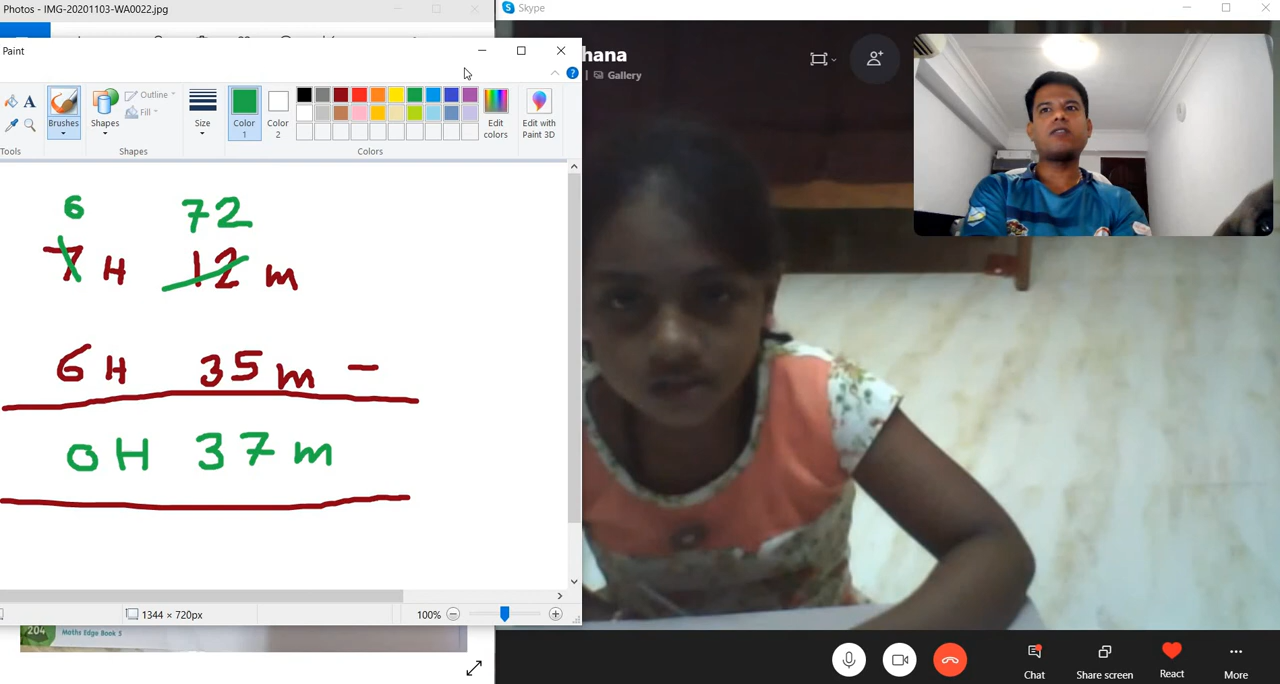 Photos - IMG-20201103-WA0022.jpg
Skype
Paint
hana
Gallery
Outline
Fill
Brushes
Shapes
Size
Color
1
Color
2
Edit
colors
Edit with
Paint 3D
Tools
Shapes
Colors
6 72
7 H 12 m
6 H 35 m -
0 H 37 m
1344 × 720px
100%
204 Maths Edge Book 5
Chat
Share screen
React
More